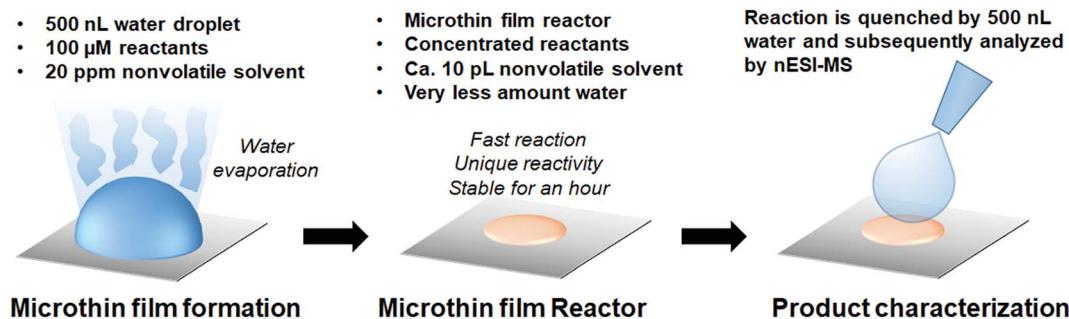 • 500 nL water droplet
• 100 µM reactants
• 20 ppm nonvolatile solvent
Water
evaporation
Microthin film formation
• Microthin film reactor
• Concentrated reactants
• Ca. 10 pL nonvolatile solvent
• Very less amount water
Fast reaction
Unique reactivity
Stable for an hour
Microthin film Reactor
Reaction is quenched by 500 nL
water and subsequently analyzed
by nESI-MS
Product characterization